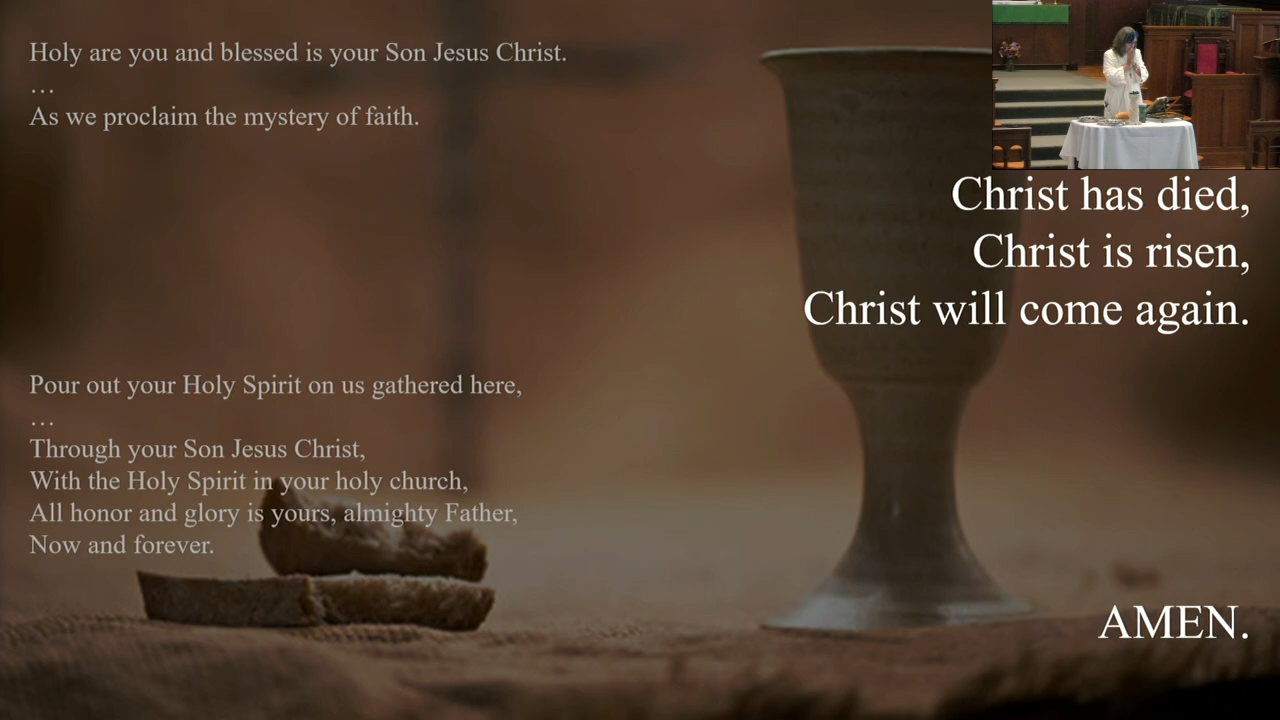 Holy are you and blessed is your Son Jesus Christ.
…
As we proclaim the mystery of faith.
Christ has died,
Christ is risen,
Christ will come again.
Pour out your Holy Spirit on us gathered here,
…
Through your Son Jesus Christ,
With the Holy Spirit in your holy church,
All honor and glory is yours, almighty Father,
Now and forever.
AMEN.